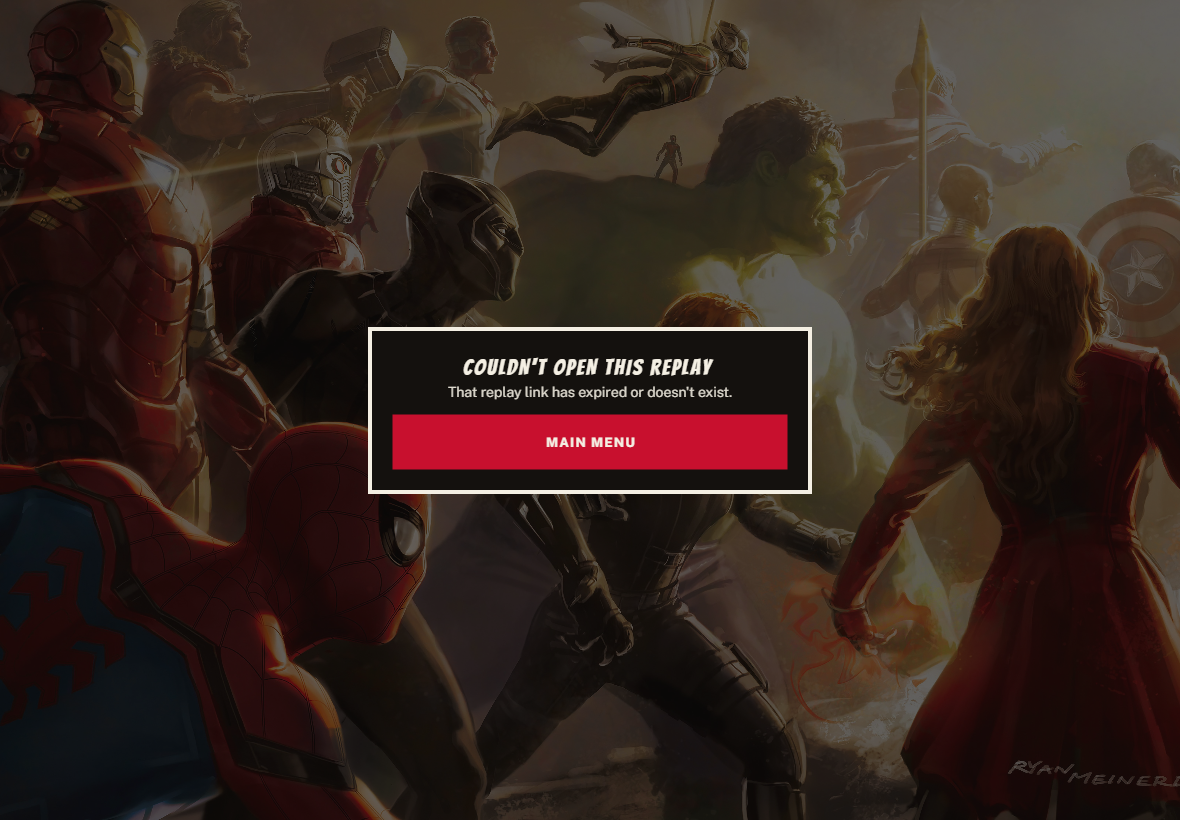 COULDN'T OPEN THIS REPLAY
That replay link has expired or doesn't exist.
MAIN MENU
RYAN MEINERD